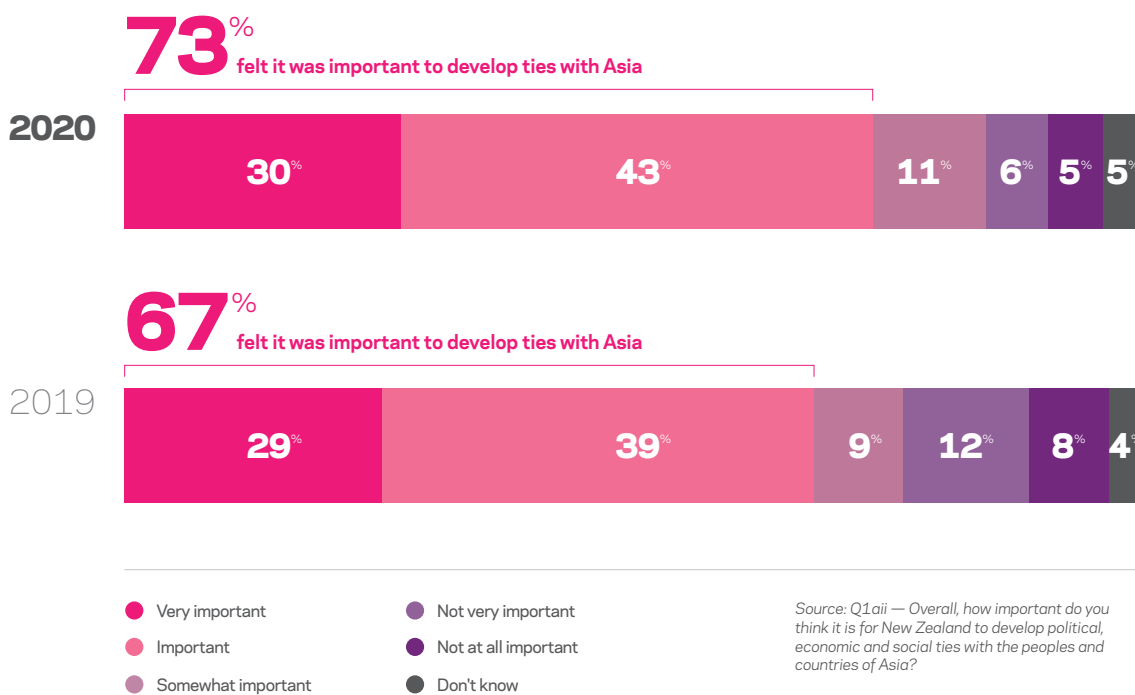 73%
felt it was important to develop ties with Asia
2020
30% 43% 11% 6% 5% 5%
67%
felt it was important to develop ties with Asia
2019
29% 39% 9% 12% 8% 4%
Very important
Important
Somewhat important
Not very important
Not at all important
Don't know
Source: Q1aii — Overall, how important do you
think it is for New Zealand to develop political,
economic and social ties with the peoples and
countries of Asia?